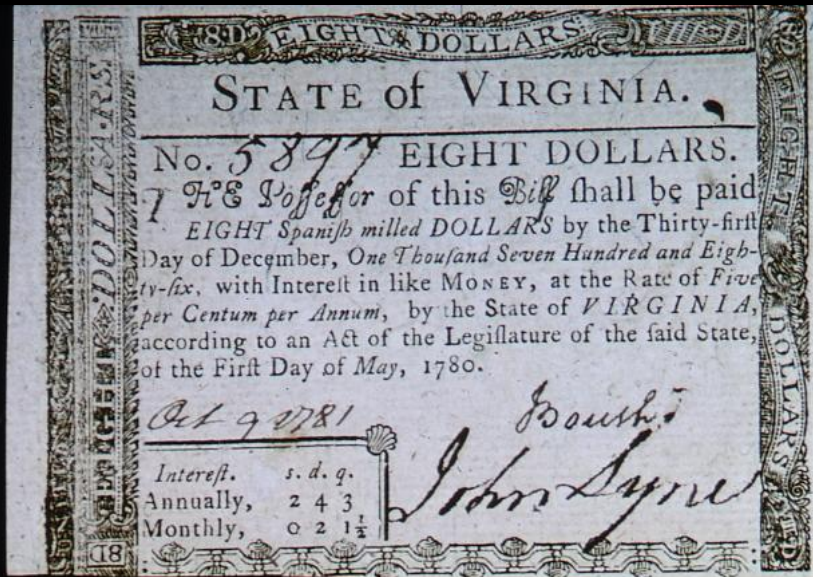 8D EIGHT DOLLARS
STATE of VIRGINIA.
No. 5897 EIGHT DOLLARS.
THE Poſſeſſor of this Bill ſhall be paid
EIGHT Spaniſh milled DOLLARS by the Thirty-firſt
Day of December, One Thouſand Seven Hundred and Eigh-
ty-ſix, with Intereſt in like MONEY, at the Rate of Five
per Centum per Annum, by the State of VIRGINIA,
according to an Act of the Legiſlature of the ſaid State,
of the Firſt Day of May, 1780.
Oct 9 1781
Boush
John Lyne
Intereſt. s. d. q.
Annually, 2 4 3
Monthly, 0 2 1½
8D
DOLLARS
EIGHT DOLLARS